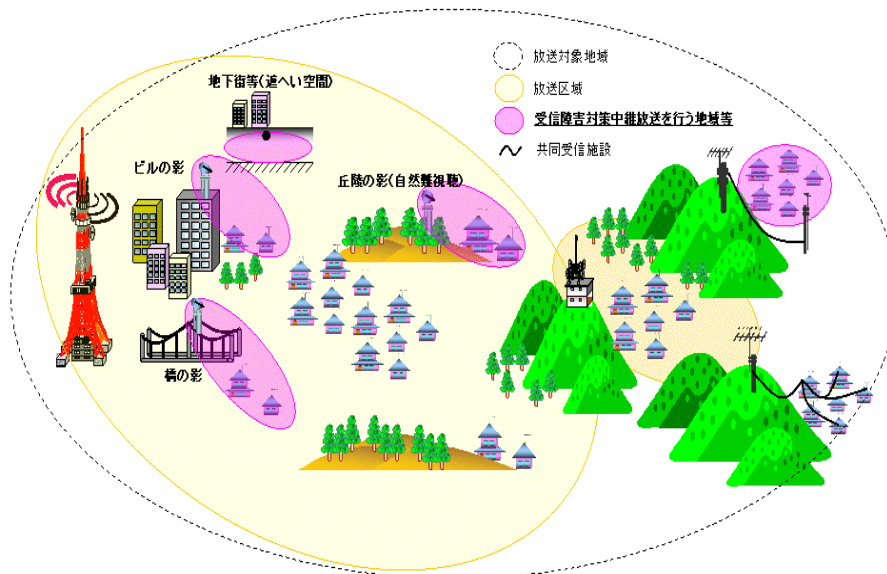 放送対象地域
放送区域
受信障害対策中継放送を行う地域等
共同受信施設
地下街等(遮へい空間)
ビルの影
丘陵の影(自然難視聴)
橋の影